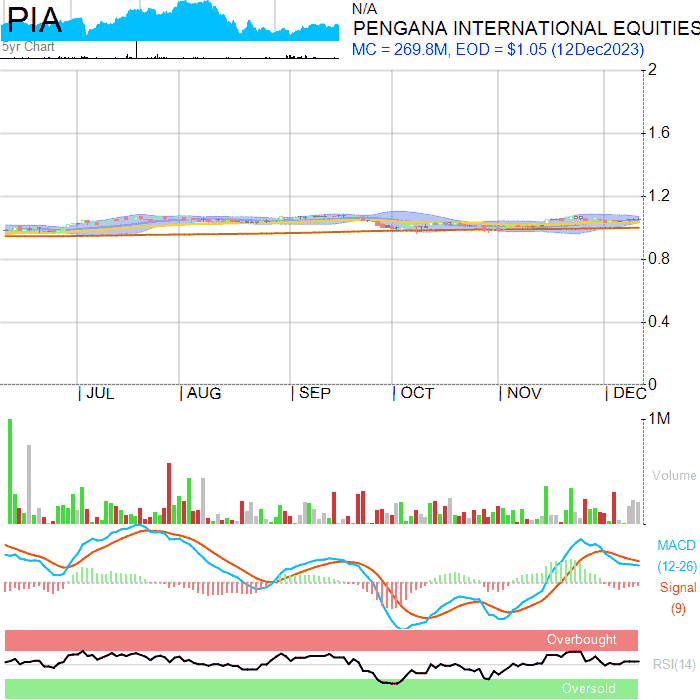 PIA
5yr Chart
N/A
PENGANA INTERNATIONAL EQUITIES
MC = 269.8M, EOD = $1.05 (12Dec2023)
2
1.6
1.2
0.8
0.4
0
JUL
AUG
SEP
OCT
NOV
DEC
1M
Volume
MACD
(12-26)
Signal
(9)
Overbought
RSI(14)
Oversold